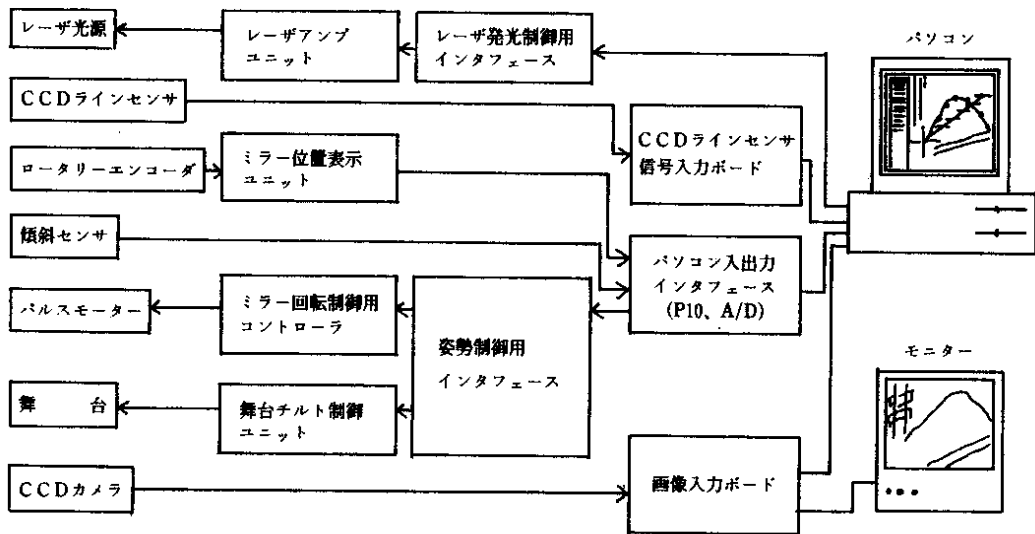 レーザ光源
レーザアンプ
ユニット
レーザ発光制御用
インタフェース
パソコン
CCDラインセンサ
CCDラインセンサ
信号入力ボード
ロータリーエンコーダ
ミラー位置表示
ユニット
傾斜センサ
パソコン入出力
インタフェース
(P10、A/D)
パルスモーター
ミラー回転制御用
コントローラ
姿勢制御用
インタフェース
モニター
舞　　台
舞台チルト制御
ユニット
CCDカメラ
画像入力ボード